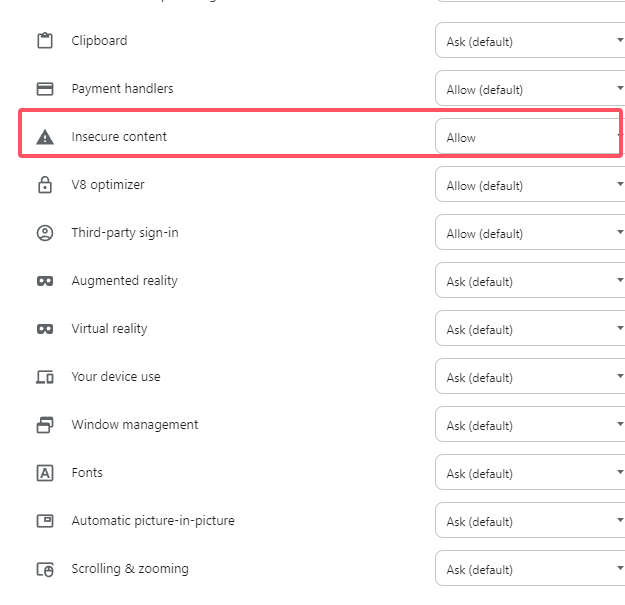 Clipboard Ask (default)
Payment handlers Allow (default)
Insecure content Allow
V8 optimizer Allow (default)
Third-party sign-in Allow (default)
Augmented reality Ask (default)
Virtual reality Ask (default)
Your device use Ask (default)
Window management Ask (default)
Fonts Ask (default)
Automatic picture-in-picture Ask (default)
Scrolling & zooming Ask (default)